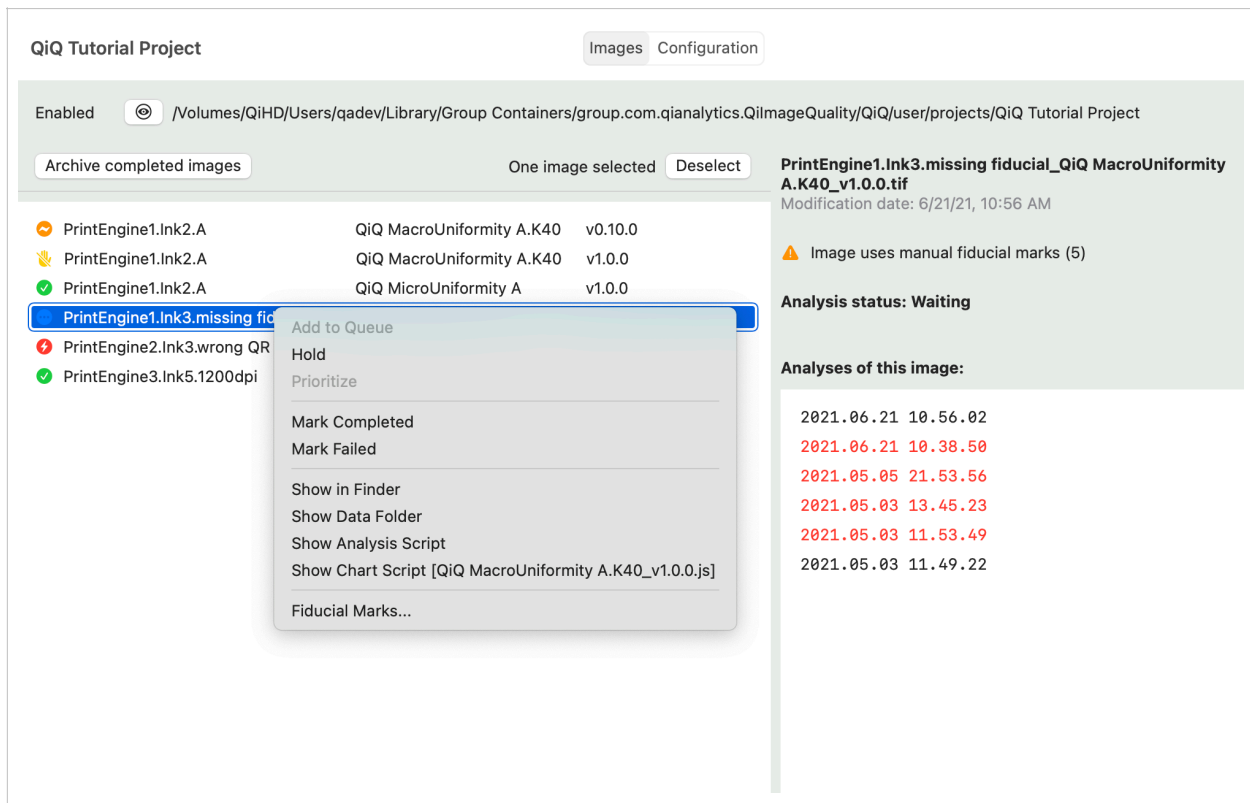 QiQ Tutorial Project
Images Configuration
Enabled /Volumes/QiHD/Users/qadev/Library/Group Containers/group.com.qianalytics.QiImageQuality/QiQ/user/projects/QiQ Tutorial Project
Archive completed images One image selected Deselect
PrintEngine1.Ink2.A QiQ MacroUniformity A.K40 v0.10.0
PrintEngine1.Ink2.A QiQ MacroUniformity A.K40 v1.0.0
PrintEngine1.Ink2.A QiQ MicroUniformity A v1.0.0
PrintEngine1.Ink3.missing fid
PrintEngine2.Ink3.wrong QR
PrintEngine3.Ink5.1200dpi
Add to Queue
Hold
Prioritize
Mark Completed
Mark Failed
Show in Finder
Show Data Folder
Show Analysis Script
Show Chart Script [QiQ MacroUniformity A.K40_v1.0.0.js]
Fiducial Marks...
PrintEngine1.Ink3.missing fiducial_QiQ MacroUniformity
A.K40_v1.0.0.tif
Modification date: 6/21/21, 10:56 AM
Image uses manual fiducial marks (5)
Analysis status: Waiting
Analyses of this image:
2021.06.21 10.56.02
2021.06.21 10.38.50
2021.05.05 21.53.56
2021.05.03 13.45.23
2021.05.03 11.53.49
2021.05.03 11.49.22